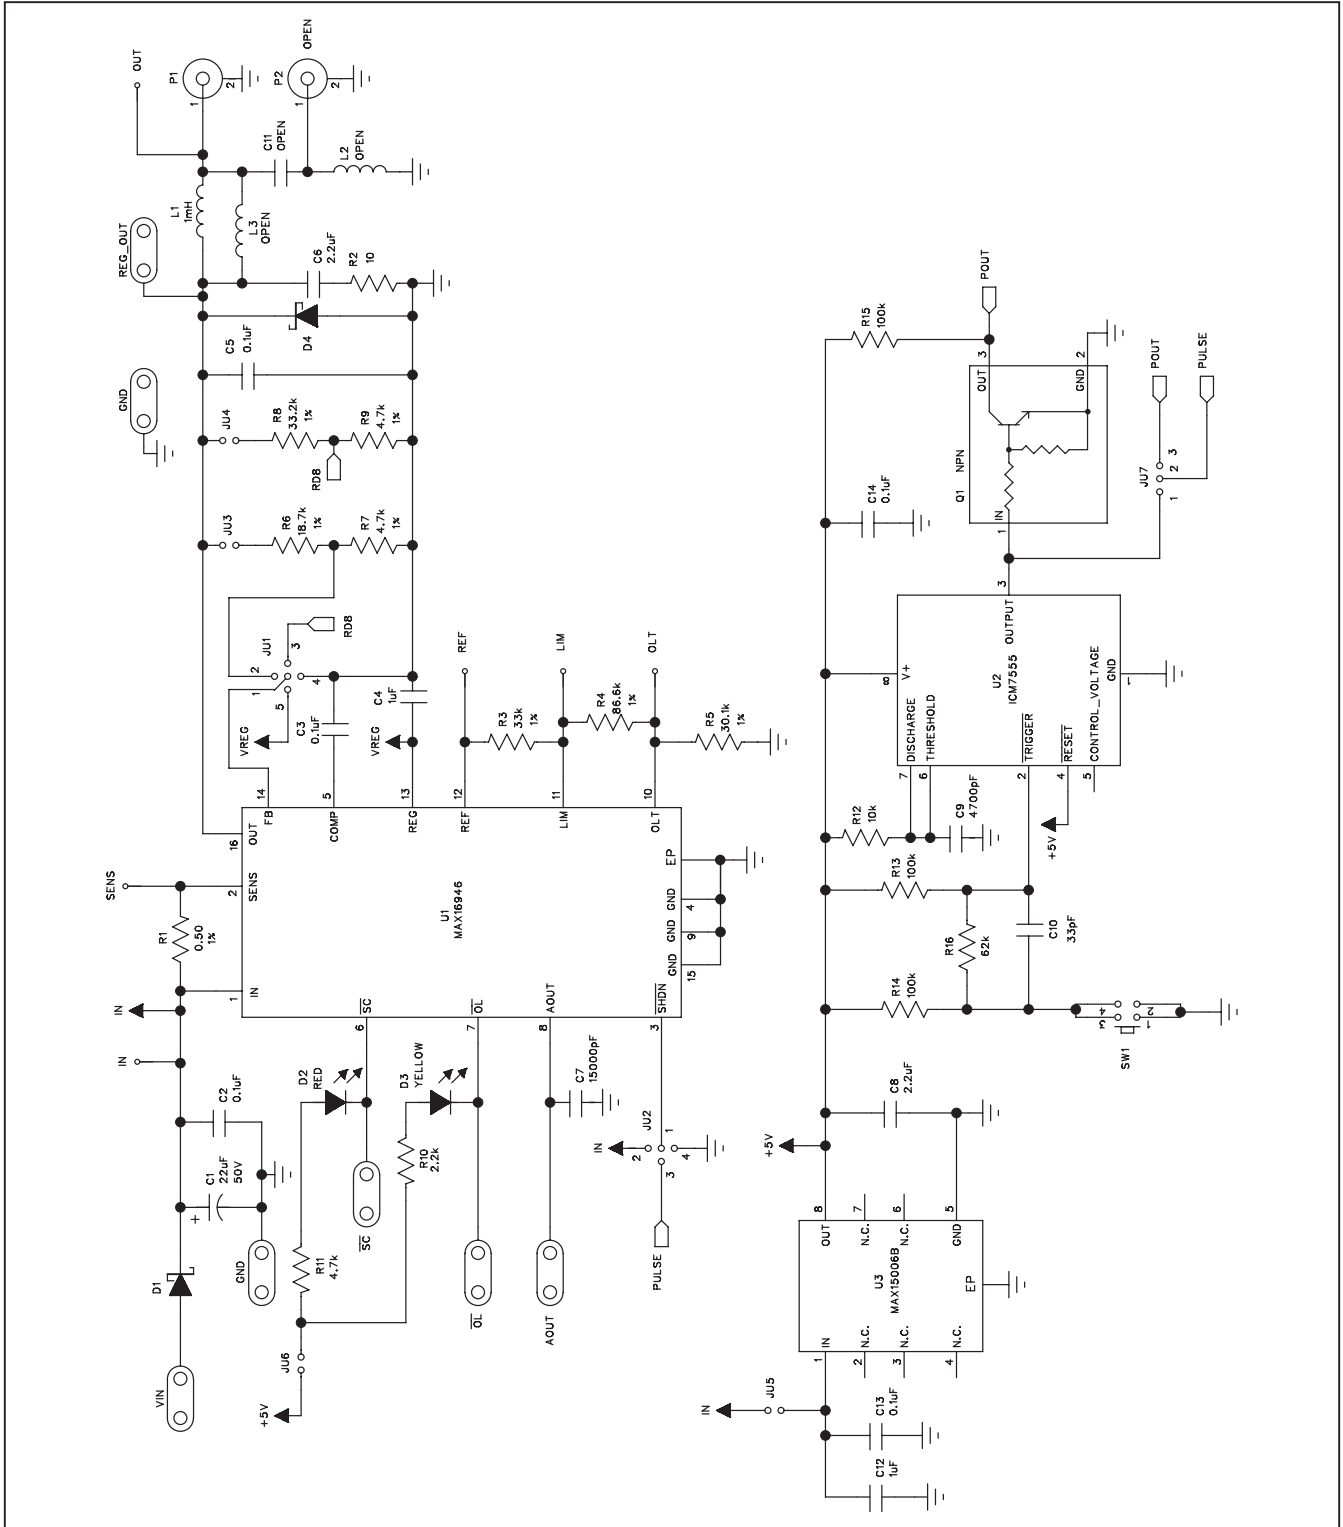 VIN
D1
GND
C1
22uF
50V
+
C2
0.1uF
IN
IN
R1
0.50
1%
SENS
+5V
JU6
R11
4.7k
D2
RED
SC
R10
2.2k
D3
YELLOW
OL
AOUT
C7
15000pF
PULSE
JU2
IN
1
2
3
4
U1
MAX16946
1
IN
2
SENS
16
OUT
6
SC
7
OL
8
AOUT
3
SHDN
15
GND
9
GND
4
GND
EP
14
FB
5
COMP
13
REG
12
REF
11
LIM
10
OLT
VREG
C3
0.1uF
VREG
C4
1uF
JU1
1
2
3
4
5
RD8
REF
R3
33k
1%
LIM
R4
86.6k
1%
OLT
R5
30.1k
1%
JU3
R6
18.7k
1%
R7
4.7k
1%
JU4
R8
33.2k
1%
RD8
R9
4.7k
1%
GND
C5
0.1uF
D4
REG_OUT
C6
2.2uF
R2
10
L1
1mH
L3
OPEN
C11
OPEN
L2
OPEN
OUT
P1
1
2
P2
OPEN
1
2
C12
1uF
C13
0.1uF
IN
JU5
U3
MAX15006B
1
IN
2
N.C.
3
N.C.
4
N.C.
8
OUT
7
N.C.
6
N.C.
5
GND
EP
+5V
C8
2.2uF
R14
100k
R13
100k
R16
62k
C10
33pF
SW1
3
4
1
2
R12
10k
C9
4700pF
+5V
U2
ICM7555
7
DISCHARGE
6
THRESHOLD
2
TRIGGER
4
RESET
5
CONTROL_VOLTAGE
8
V+
3
OUTPUT
1
GND
C14
0.1uF
Q1
NPN
1
IN
3
OUT
2
GND
R15
100k
POUT
JU7
1
2
3
POUT
PULSE